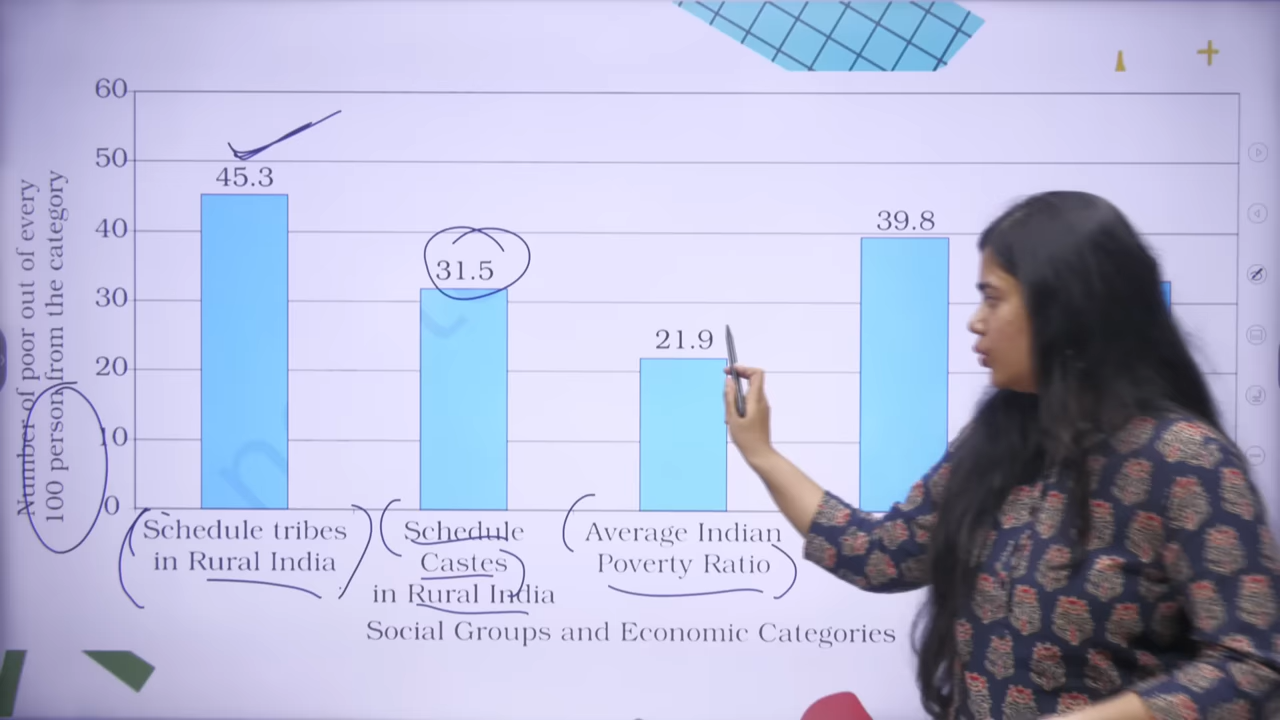 60
50
40
30
20
10
0
Number of poor out of every
100 person from the category
45.3
31.5
21.9
39.8
Schedule tribes
in Rural India
Schedule
Castes
in Rural India
Average Indian
Poverty Ratio
Social Groups and Economic Categories